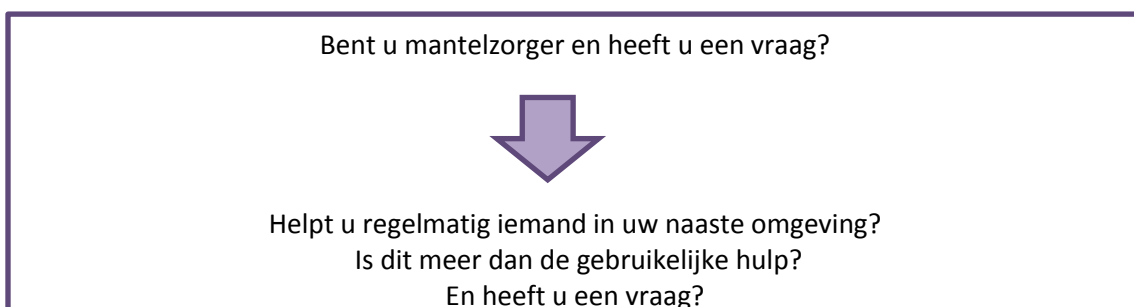 Bent u mantelzorger en heeft u een vraag?
Helpt u regelmatig iemand in uw naaste omgeving?
Is dit meer dan de gebruikelijke hulp?
En heeft u een vraag?